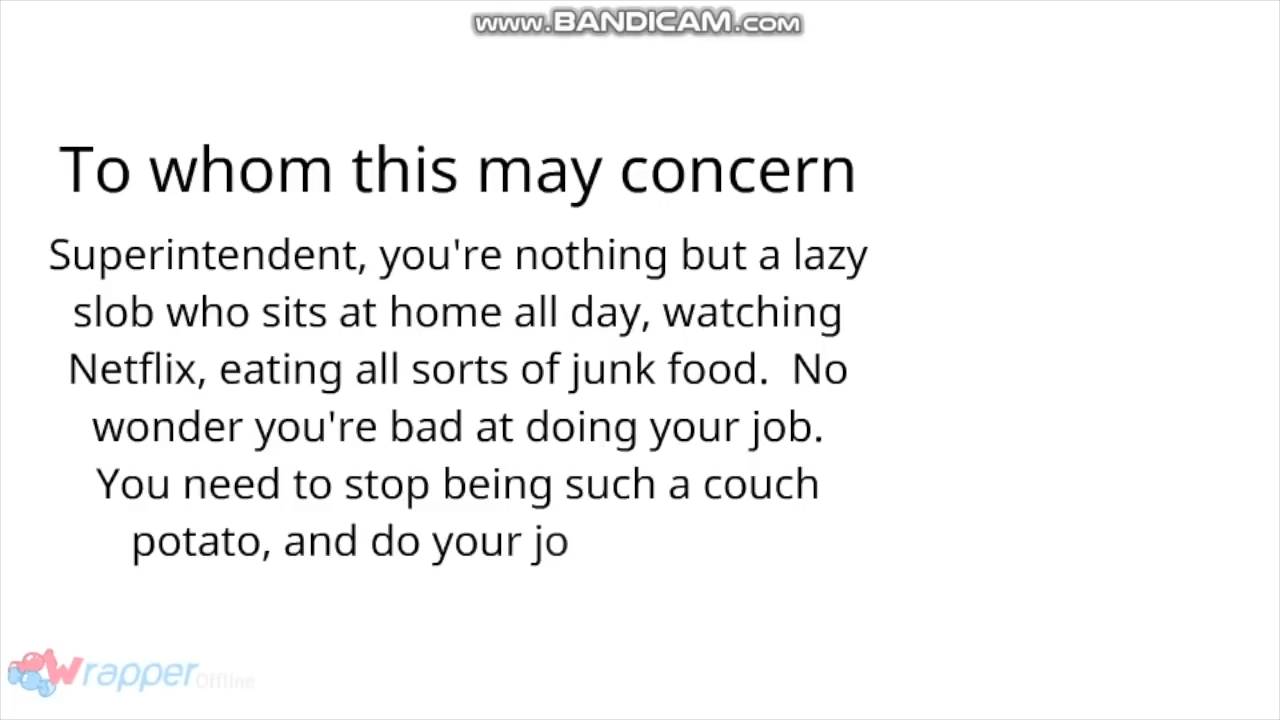 www.BANDICAM.com
To whom this may concern
Superintendent, you're nothing but a lazy
slob who sits at home all day, watching
Netflix, eating all sorts of junk food.  No
wonder you're bad at doing your job.
You need to stop being such a couch
potato, and do your jo
Wrapper Offline